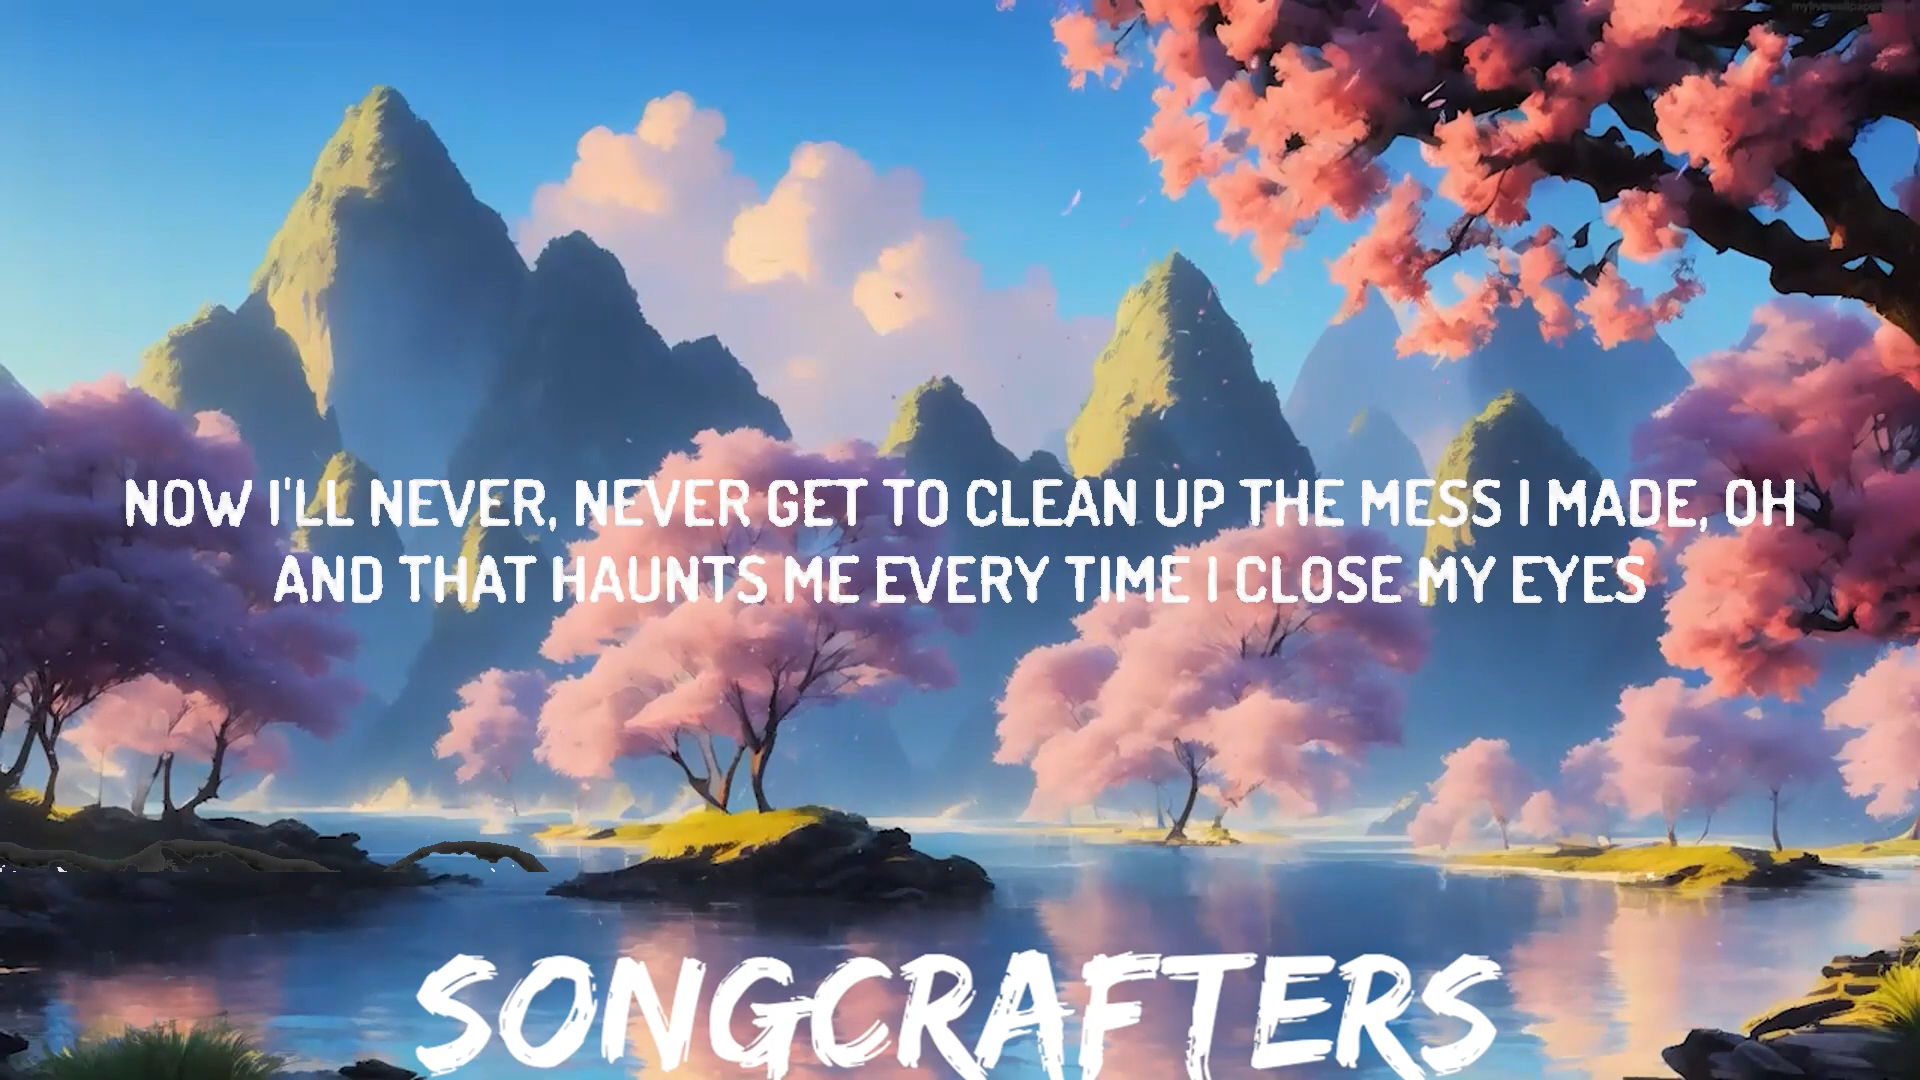 NOW I'LL NEVER, NEVER GET TO CLEAN UP THE MESS I MADE, OH
AND THAT HAUNTS ME EVERY TIME I CLOSE MY EYES
SONGCRAFTERS